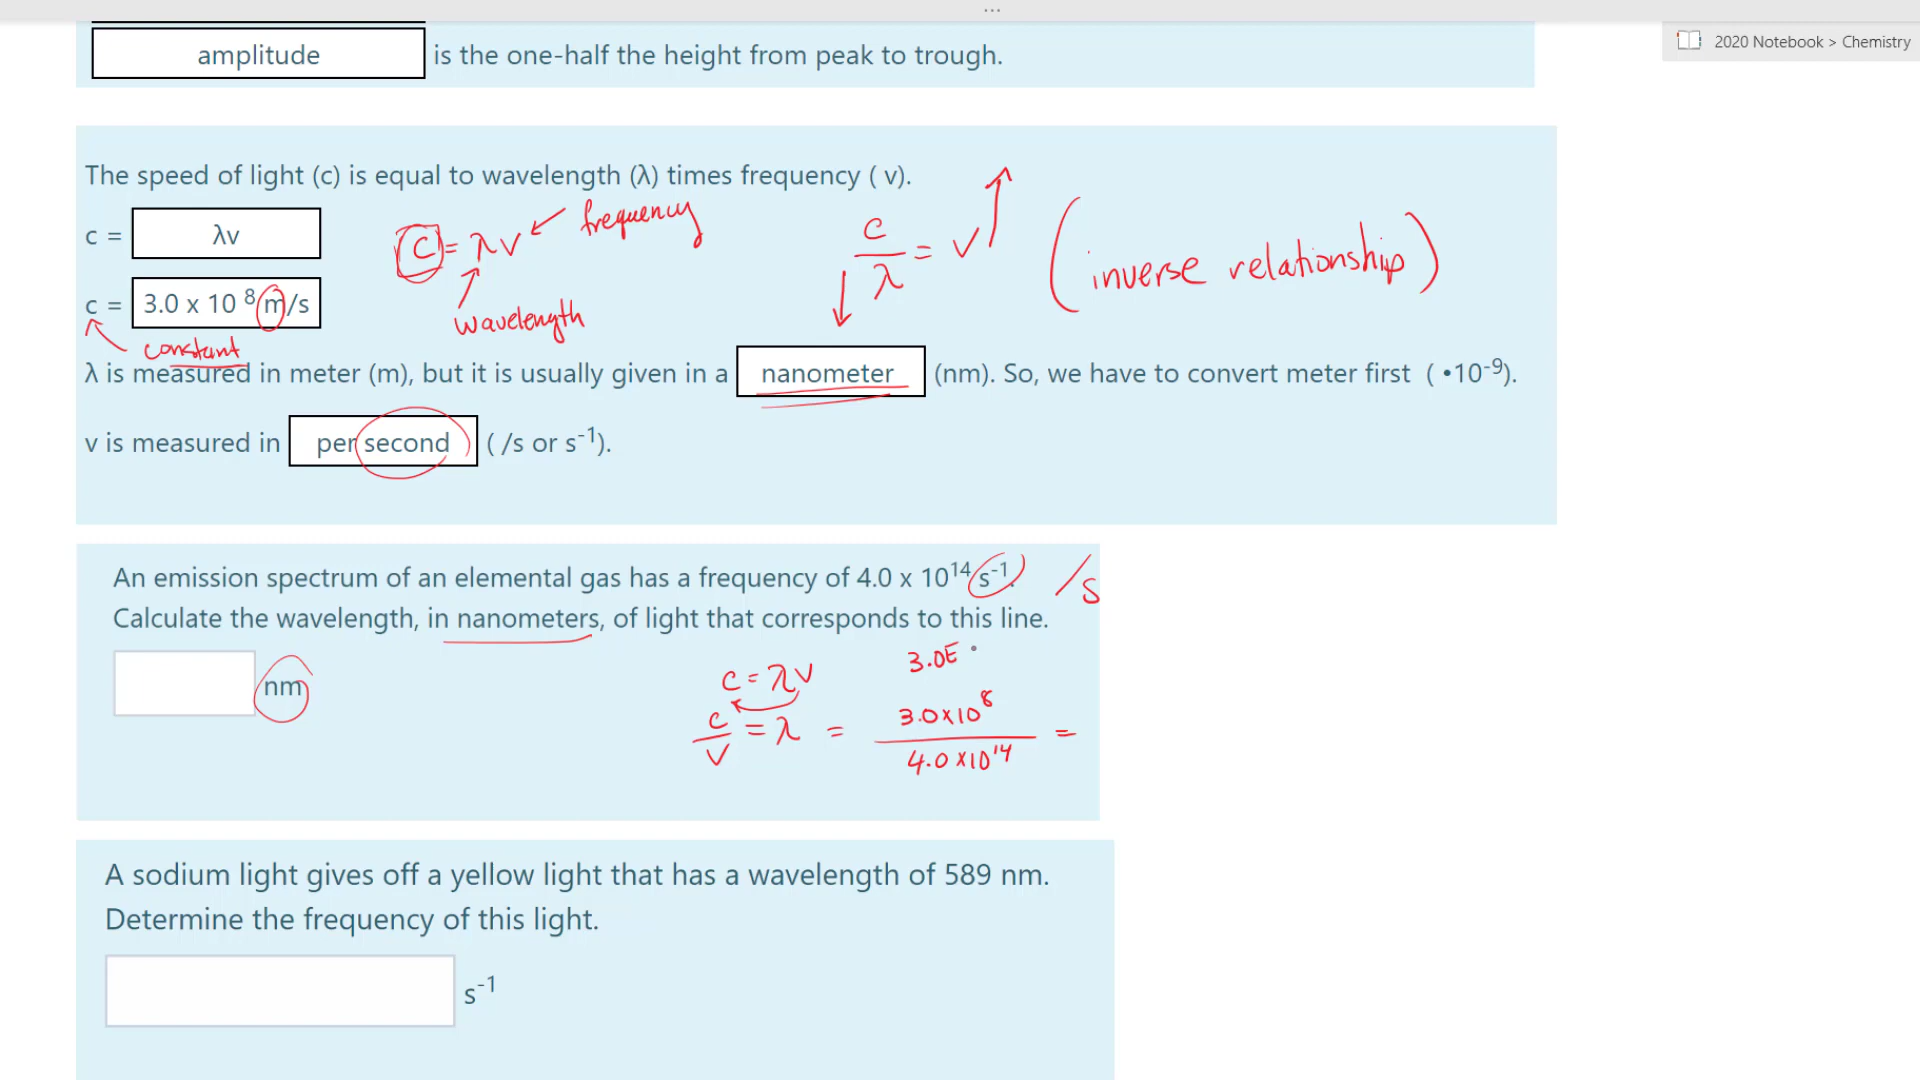 ...
2020 Notebook > Chemistry
amplitude is the one-half the height from peak to trough.
The speed of light (c) is equal to wavelength (λ) times frequency ( v).
c = λv
c = λv
frequency
wavelength
c/λ = v
(inverse relationship)
c = 3.0 x 10⁸ m/s
constant
λ is measured in meter (m), but it is usually given in a nanometer (nm). So, we have to convert meter first ( •10⁻⁹).
v is measured in per second ( /s or s⁻¹).
An emission spectrum of an elemental gas has a frequency of 4.0 x 10¹⁴ s⁻¹.
/s
Calculate the wavelength, in nanometers, of light that corresponds to this line.
nm
3.0E
c = λv
c/v = λ = 3.0x10⁸/4.0x10¹⁴ =
A sodium light gives off a yellow light that has a wavelength of 589 nm.
Determine the frequency of this light.
s⁻¹